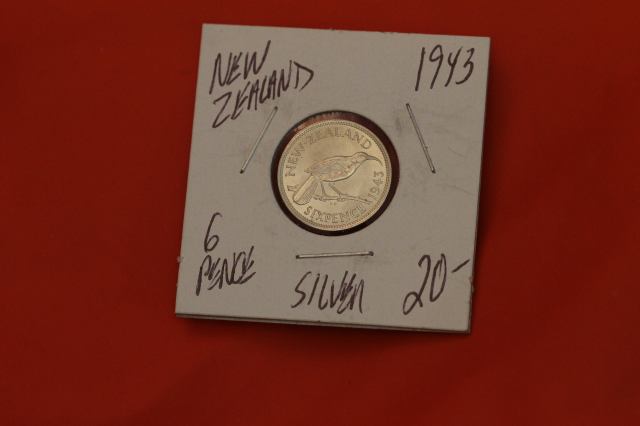 NEW
ZEALAND
1943
NEW·ZEALAND
1943
SIXPENCE
6
PENCE
SILVER
20-